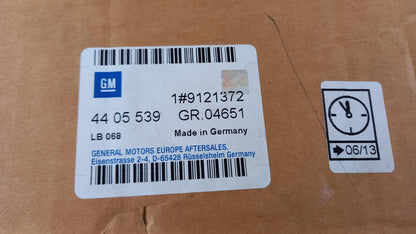 GM
1#9121372
44 05 539 GR.04651
LB 068 Made in Germany
GENERAL MOTORS EUROPE AFTERSALES.
Eisenstrasse 2-4, D-65428 Rüsselsheim Germany
06/13